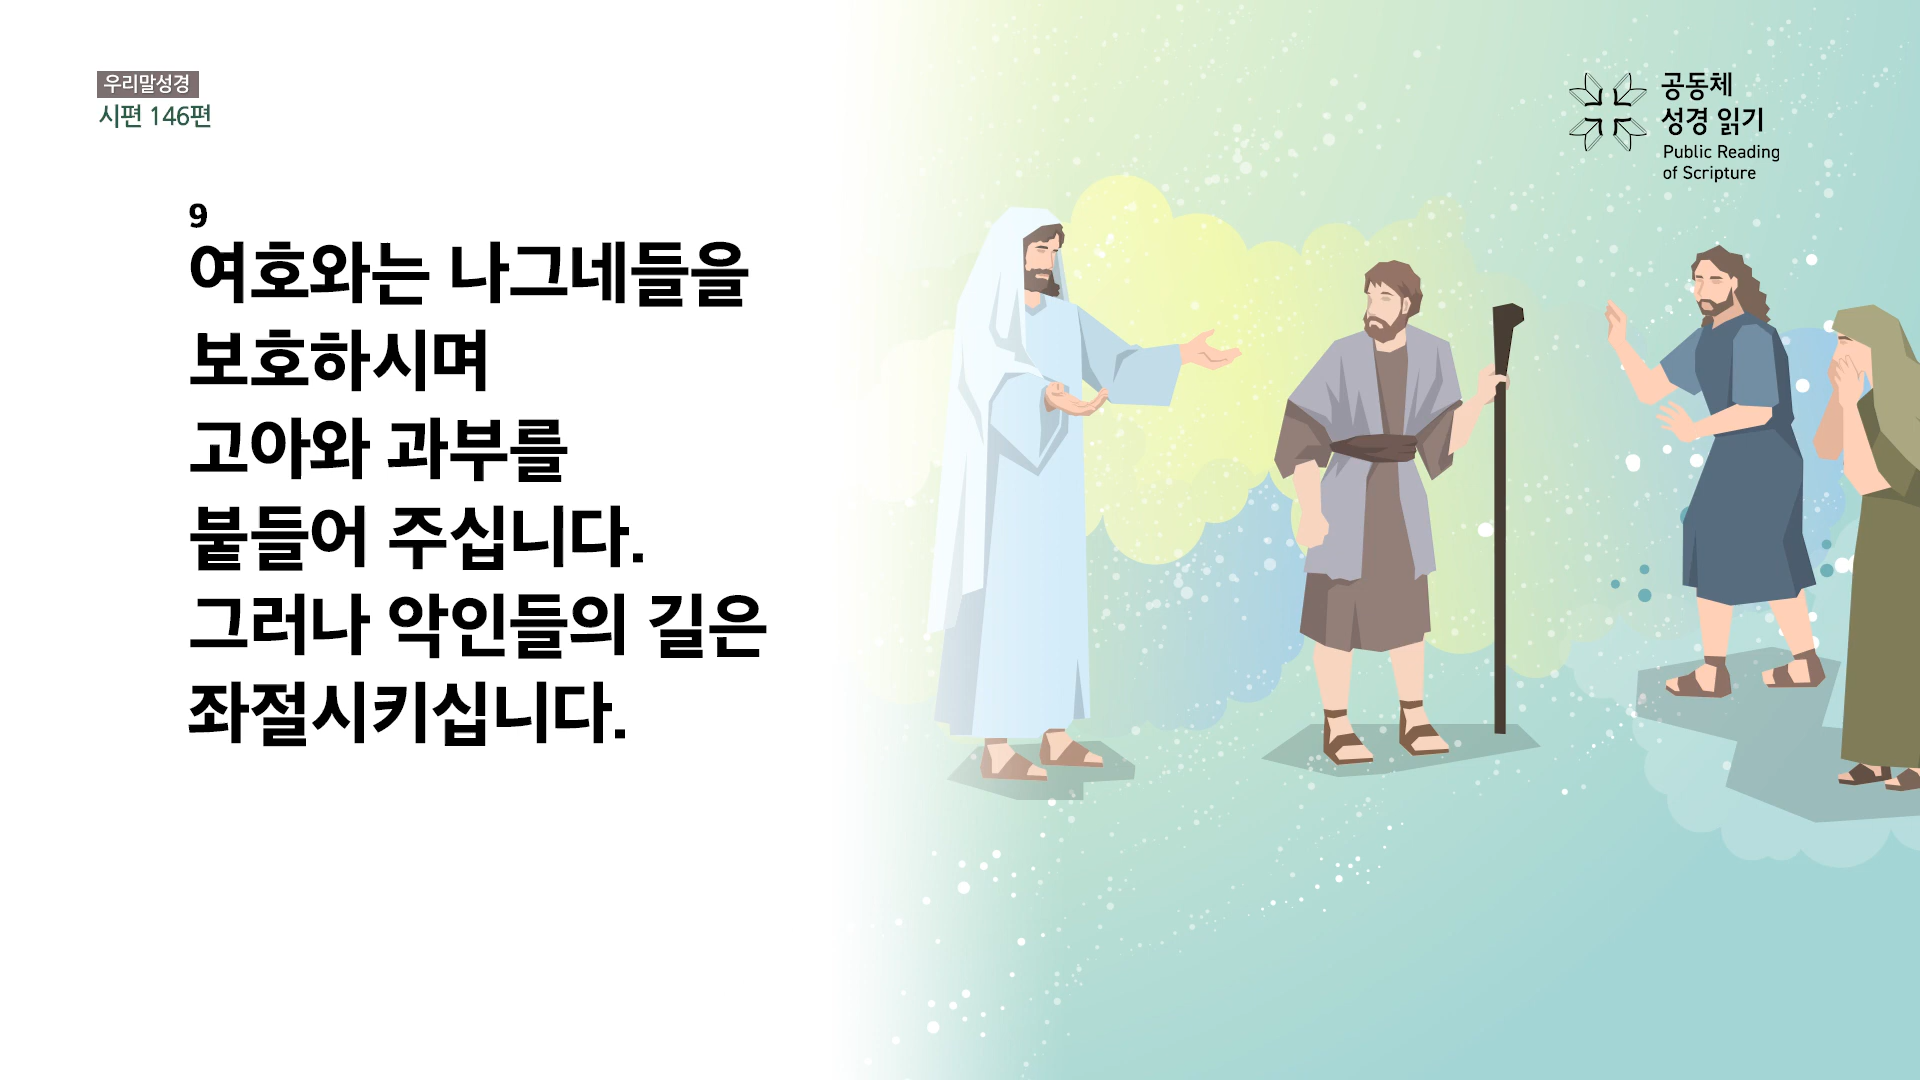 우리말성경
시편 146편
공동체
성경 읽기
Public Reading
of Scripture
9
여호와는 나그네들을
보호하시며
고아와 과부를
붙들어 주십니다.
그러나 악인들의 길은
좌절시키십니다.